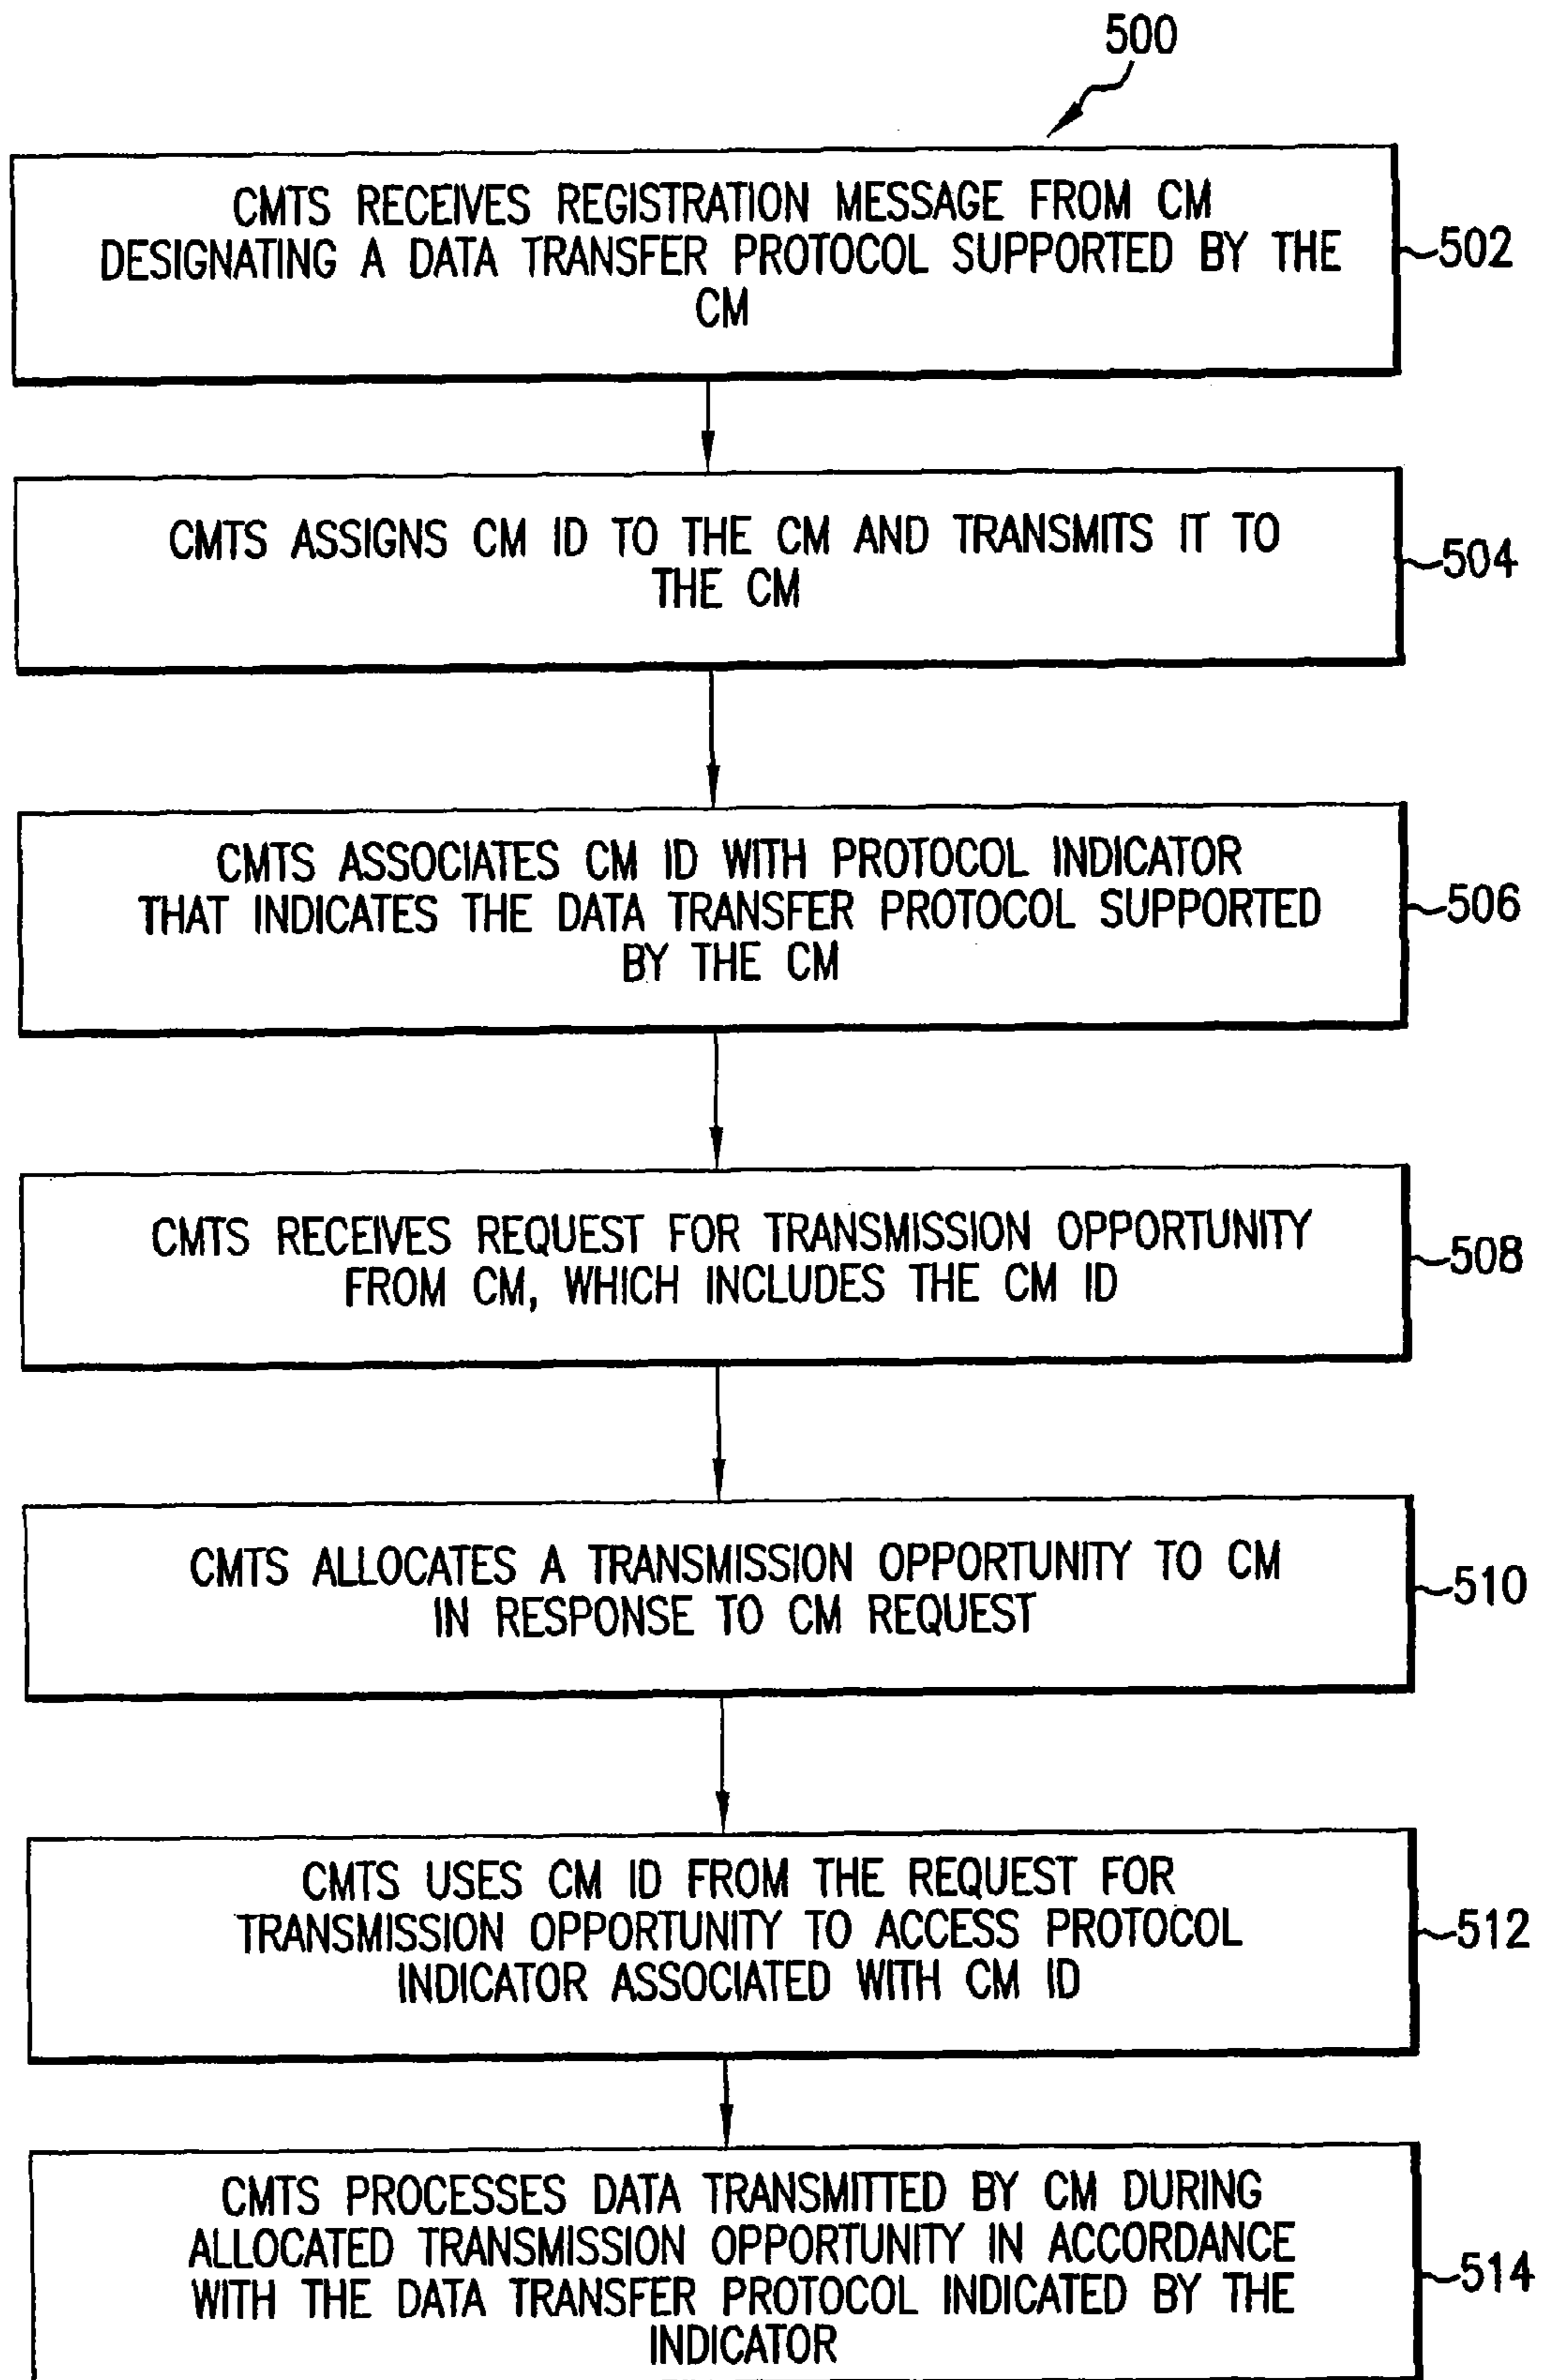 500
CMTS RECEIVES REGISTRATION MESSAGE FROM CM
DESIGNATING A DATA TRANSFER PROTOCOL SUPPORTED BY THE
CM
502
CMTS ASSIGNS CM ID TO THE CM AND TRANSMITS IT TO
THE CM
504
CMTS ASSOCIATES CM ID WITH PROTOCOL INDICATOR
THAT INDICATES THE DATA TRANSFER PROTOCOL SUPPORTED
BY THE CM
506
CMTS RECEIVES REQUEST FOR TRANSMISSION OPPORTUNITY
FROM CM, WHICH INCLUDES THE CM ID
508
CMTS ALLOCATES A TRANSMISSION OPPORTUNITY TO CM
IN RESPONSE TO CM REQUEST
510
CMTS USES CM ID FROM THE REQUEST FOR
TRANSMISSION OPPORTUNITY TO ACCESS PROTOCOL
INDICATOR ASSOCIATED WITH CM ID
512
CMTS PROCESSES DATA TRANSMITTED BY CM DURING
ALLOCATED TRANSMISSION OPPORTUNITY IN ACCORDANCE
WITH THE DATA TRANSFER PROTOCOL INDICATED BY THE
INDICATOR
514